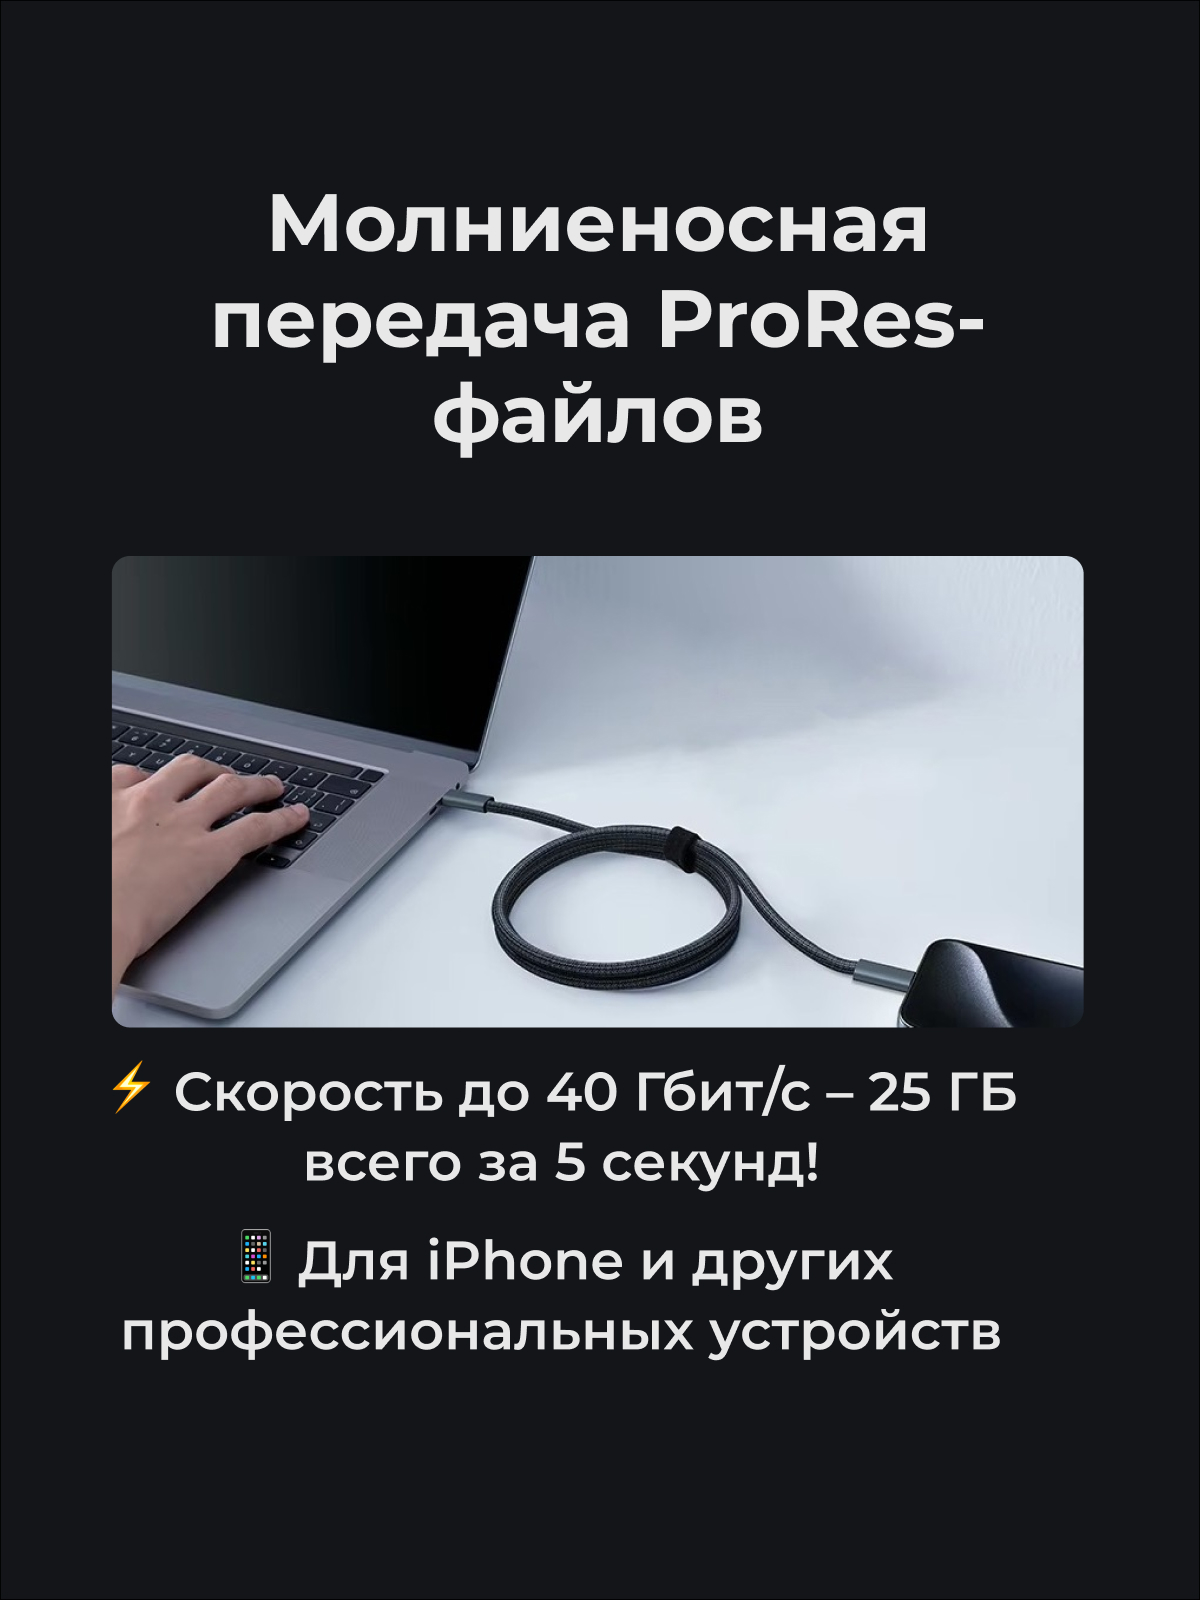 Молниеносная
передача ProRes-
файлов
⚡ Скорость до 40 Гбит/с – 25 ГБ
всего за 5 секунд!
📱 Для iPhone и других
профессиональных устройств